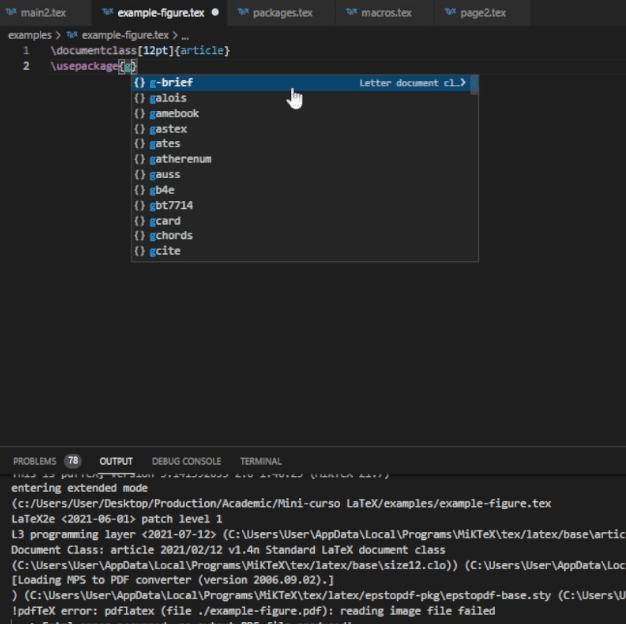 main2.tex example-figure.tex packages.tex macros.tex page2.tex
examples > example-figure.tex > ...
1 \documentclass[12pt]{article}
2 \usepackage{g}
{} g-brief Letter document cl...>
{} galois
{} gamebook
{} gastex
{} gates
{} gatherenum
{} gauss
{} gb4e
{} gbt7714
{} gcard
{} gchords
{} gcite
PROBLEMS 78 OUTPUT DEBUG CONSOLE TERMINAL
entering extended mode
(c:/Users/User/Desktop/Production/Academic/Mini-curso LaTeX/examples/example-figure.tex
LaTeX2e <2021-06-01> patch level 1
L3 programming layer <2021-07-12> (C:\Users\User\AppData\Local\Programs\MiKTeX\tex/latex/base\artic
Document Class: article 2021/02/12 v1.4n Standard LaTeX document class
(C:\Users\User\AppData\Local\Programs\MiKTeX\tex/latex/base\size12.clo)) (C:\Users\User\AppData\Loc
[Loading MPS to PDF converter (version 2006.09.02).]
) (C:\Users\User\AppData\Local\Programs\MiKTeX\tex/latex/epstopdf-pkg\epstopdf-base.sty (C:\Users\U
!pdfTeX error: pdflatex (file ./example-figure.pdf): reading image file failed